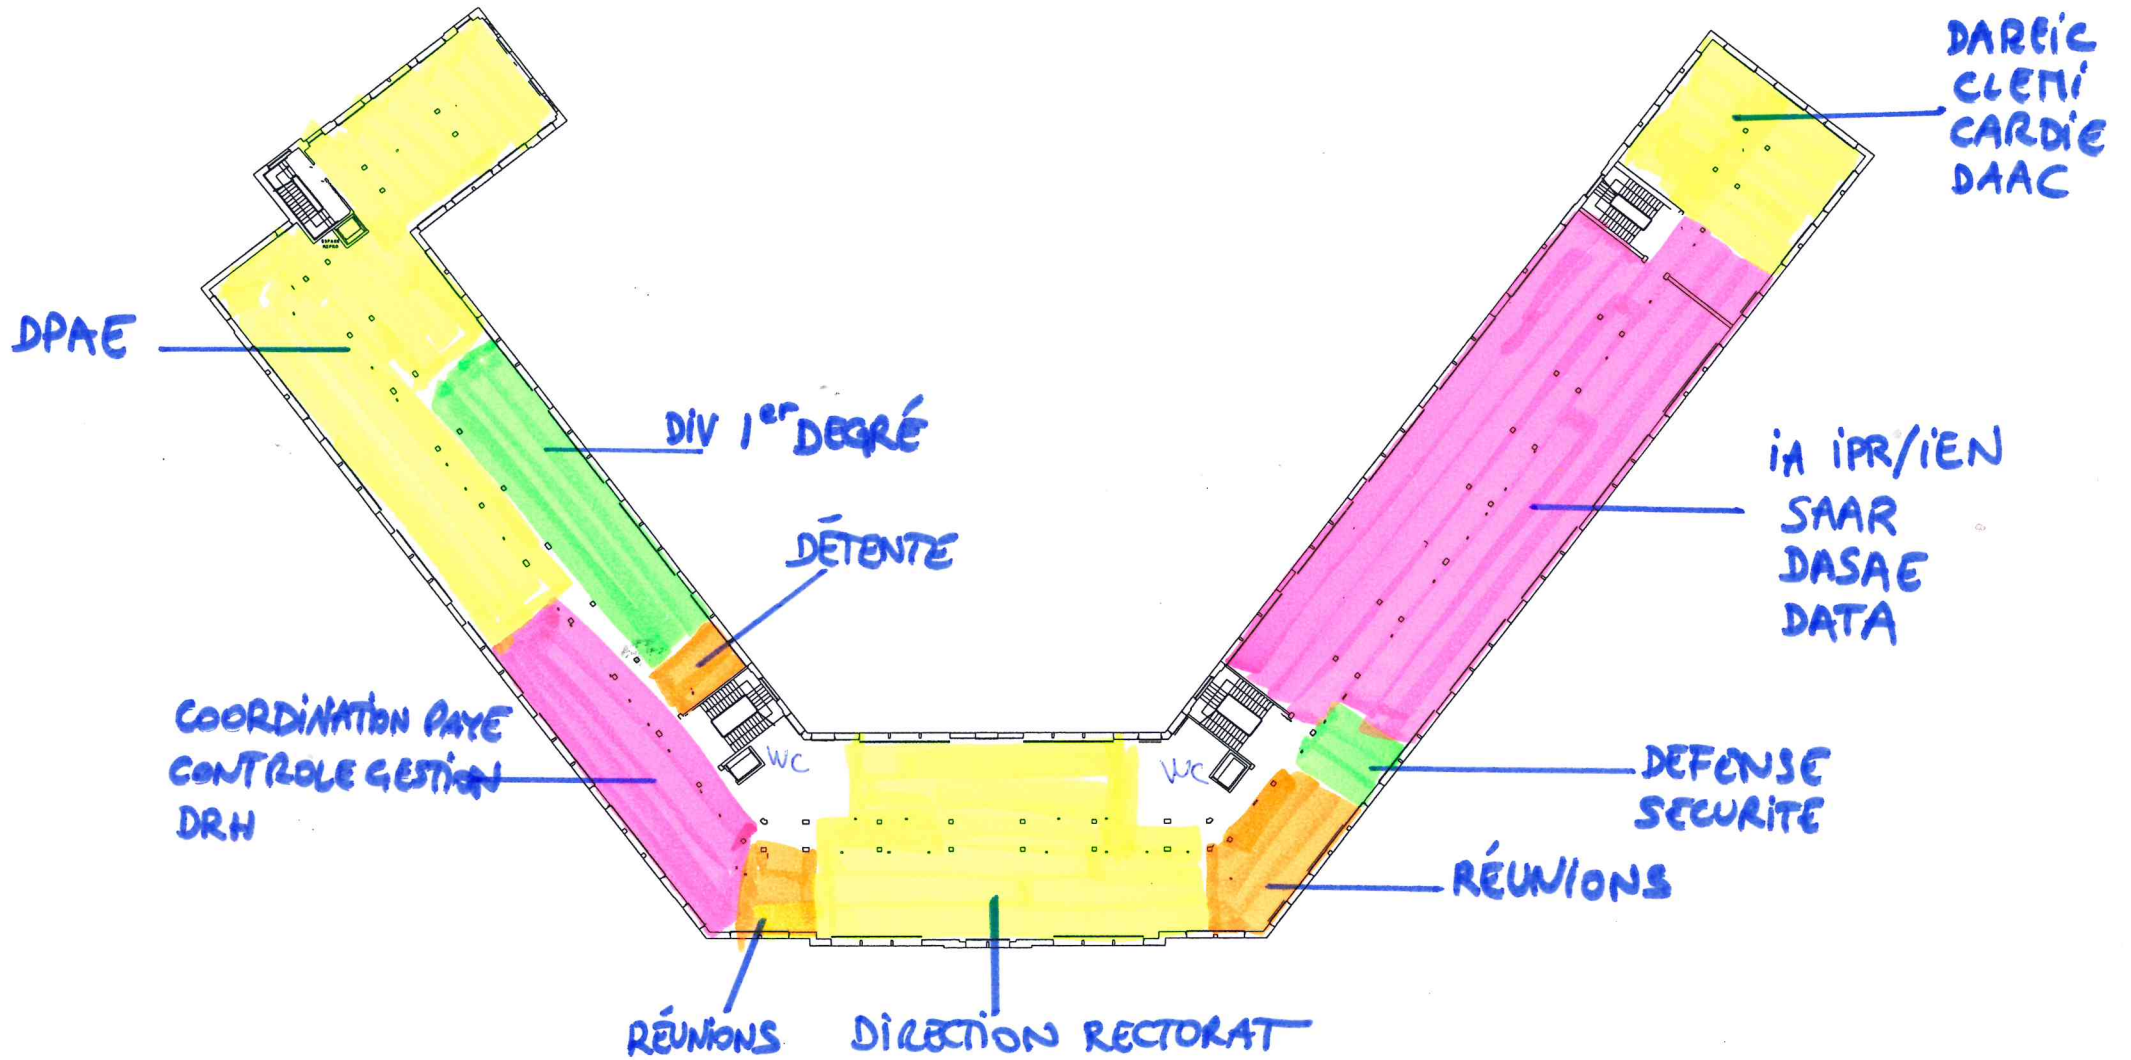 DAREIC
CLEMI
CARDIE
DAAC
DPAE
DIV 1er DEGRÉ
DÉTENTE
IA IPR/IEN
SAAR
DASAE
DATA
COORDINATION PAYE
CONTROLE GESTION
DRH
WC
WC
DEFENSE
SECURITE
RÉUNIONS
RÉUNIONS
DIRECTION RECTORAT